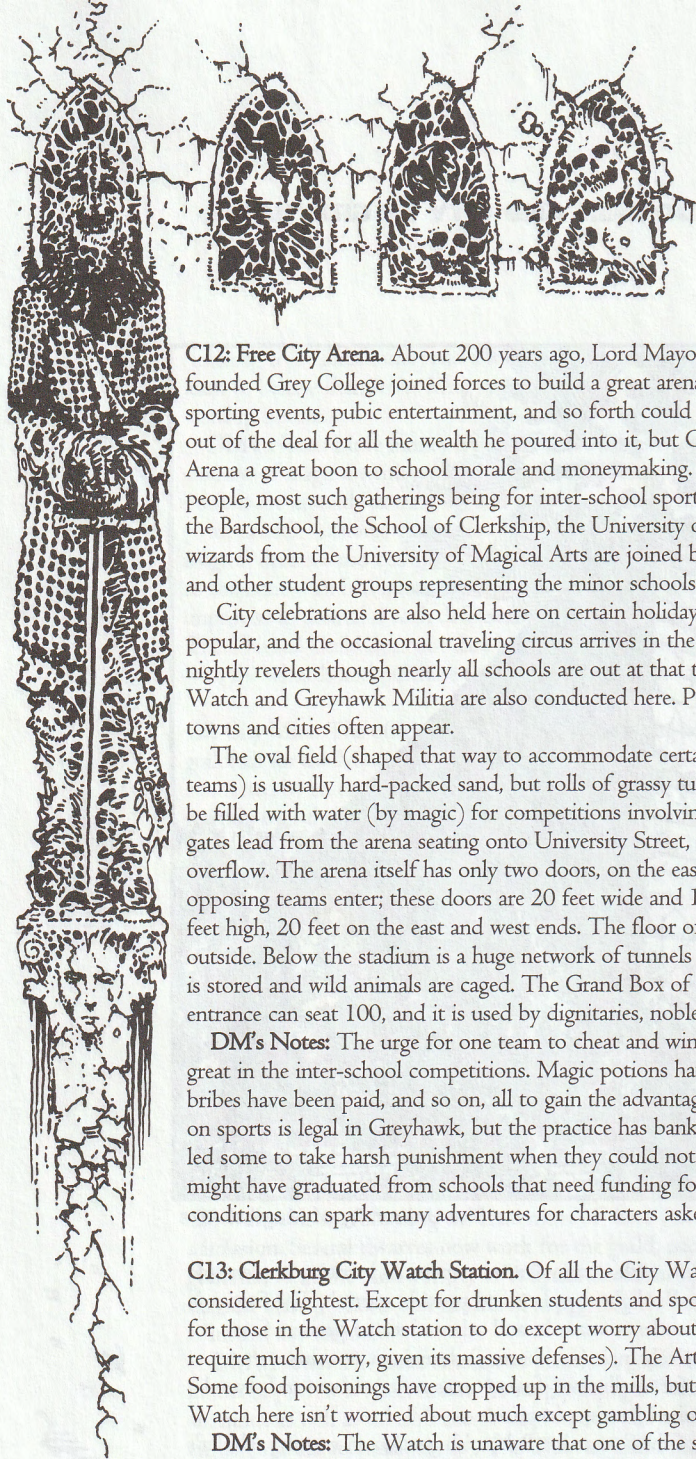 C12: Free City Arena. About 200 years ago, Lord Mayo
founded Grey College joined forces to build a great aren
sporting events, pubic entertainment, and so forth could
out of the deal for all the wealth he poured into it, but
Arena a great boon to school morale and moneymaking.
people, most such gatherings being for inter-school sport
the Bardschool, the School of Clerkship, the University
wizards from the University of Magical Arts are joined b
and other student groups representing the minor schools
City celebrations are also held here on certain holiday
popular, and the occasional traveling circus arrives in the
nightly revelers though nearly all schools are out at that t
Watch and Greyhawk Militia are also conducted here. P
towns and cities often appear.
The oval field (shaped that way to accommodate certa
teams) is usually hard-packed sand, but rolls of grassy tu
be filled with water (by magic) for competitions involvin
gates lead from the arena seating onto University Street,
overflow. The arena itself has only two doors, on the eas
opposing teams enter; these doors are 20 feet wide and 1
feet high, 20 feet on the east and west ends. The floor o
outside. Below the stadium is a huge network of tunnels
is stored and wild animals are caged. The Grand Box of
entrance can seat 100, and it is used by dignitaries, noble
DM's Notes: The urge for one team to cheat and win
great in the inter-school competitions. Magic potions ha
bribes have been paid, and so on, all to gain the advantag
on sports is legal in Greyhawk, but the practice has bank
led some to take harsh punishment when they could not
might have graduated from schools that need funding fo
conditions can spark many adventures for characters aske
C13: Clerkburg City Watch Station. Of all the City Wa
considered lightest. Except for drunken students and spo
for those in the Watch station to do except worry about
require much worry, given its massive defenses). The Art
Some food poisonings have cropped up in the mills, but
Watch here isn't worried about much except gambling o
DM's Notes: The Watch is unaware that one of the s